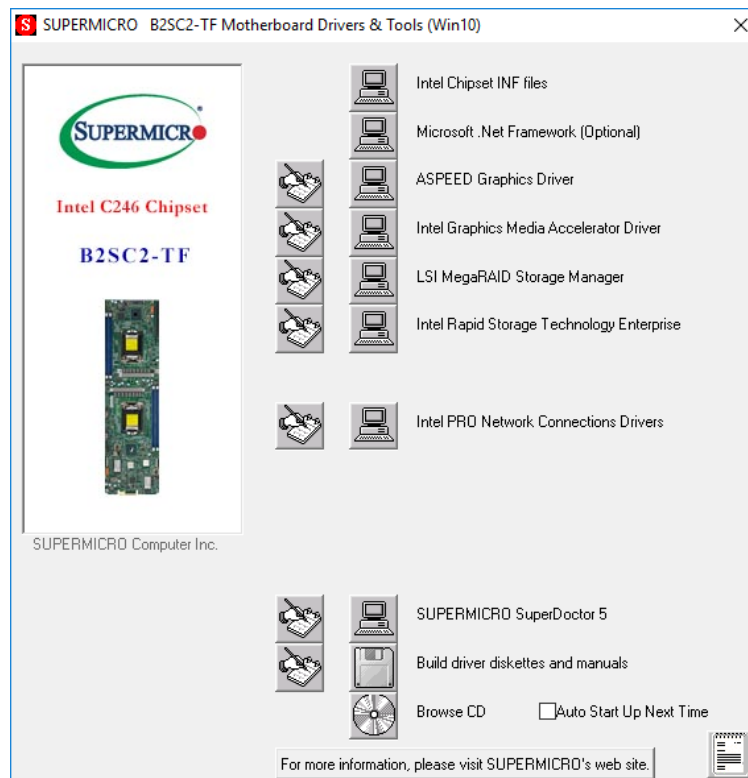 S SUPERMICRO B2SC2-TF Motherboard Drivers & Tools (Win10)
SUPERMICRO
Intel C246 Chipset
B2SC2-TF
SUPERMICRO Computer Inc.
Intel Chipset INF files
Microsoft .Net Framework (Optional)
ASPEED Graphics Driver
Intel Graphics Media Accelerator Driver
LSI MegaRAID Storage Manager
Intel Rapid Storage Technology Enterprise
Intel PRO Network Connections Drivers
SUPERMICRO SuperDoctor 5
Build driver diskettes and manuals
Browse CD Auto Start Up Next Time
For more information, please visit SUPERMICRO's web site.